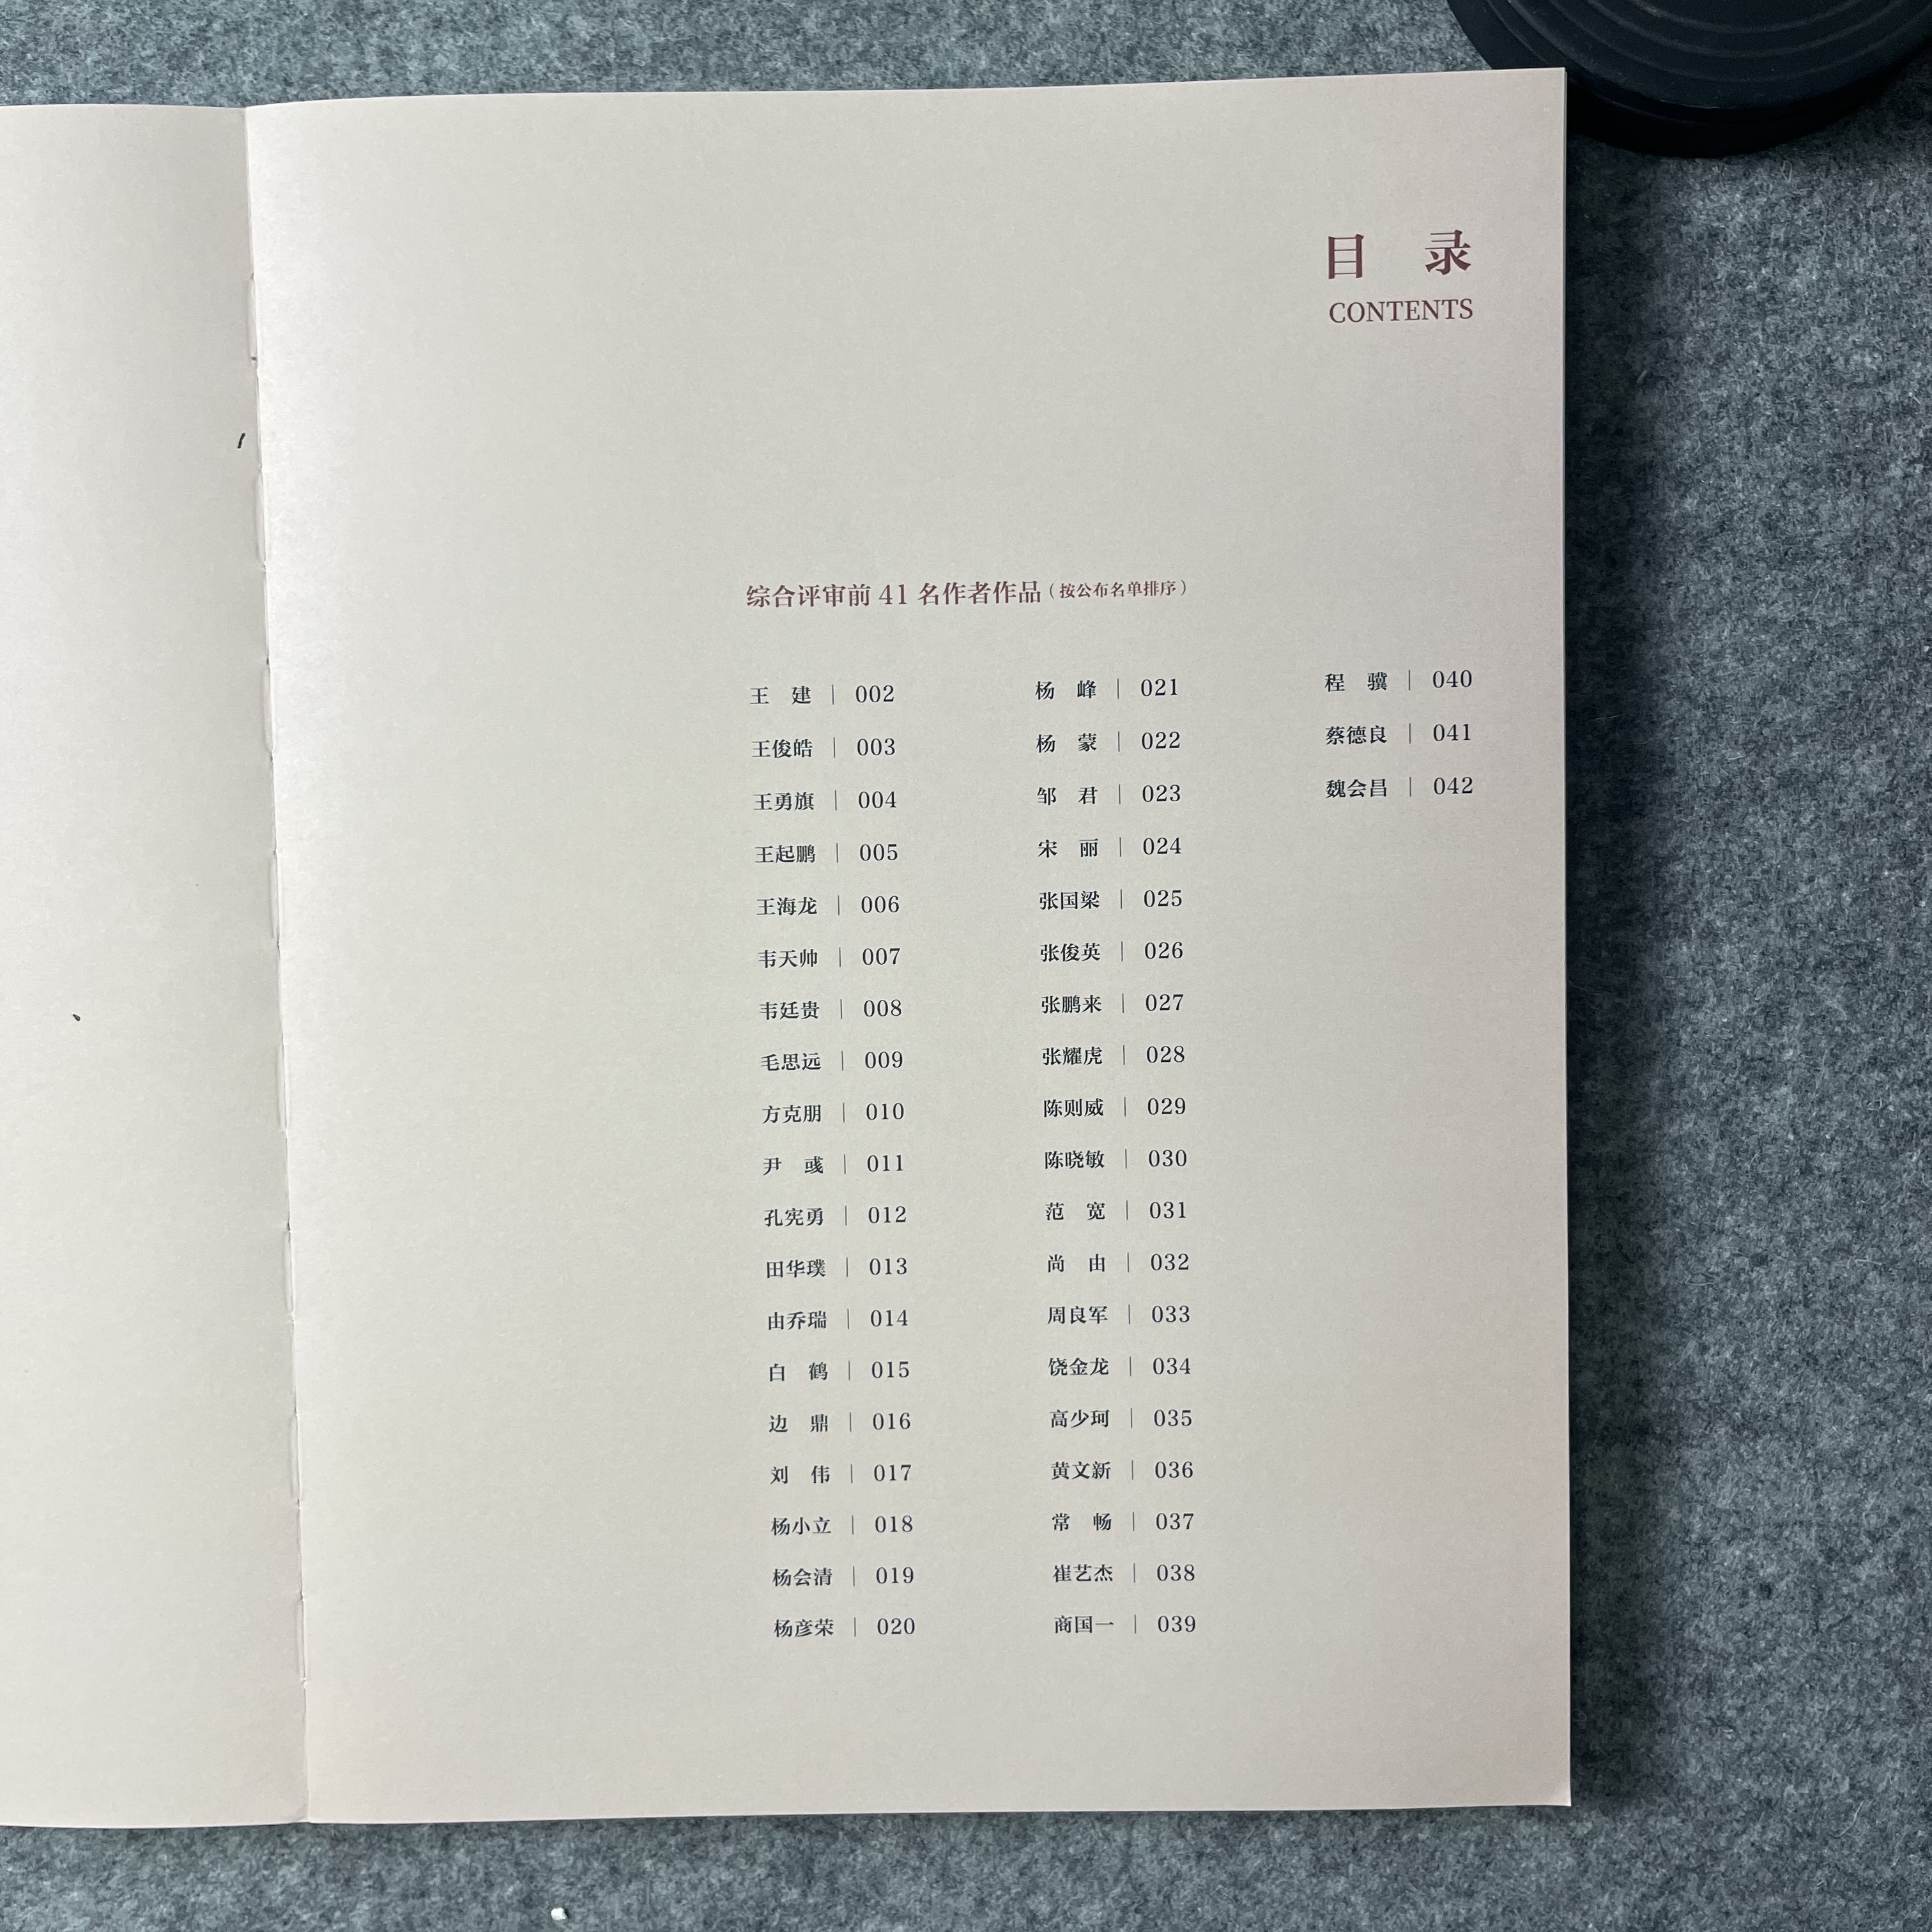 目 录
CONTENTS
综合评审前 41 名作者作品（按公布名单排序）
王 建 | 002
王俊皓 | 003
王勇旗 | 004
王起鹏 | 005
王海龙 | 006
韦天帅 | 007
韦廷贵 | 008
毛思远 | 009
方克朋 | 010
尹 彧 | 011
孔宪勇 | 012
田华璞 | 013
由乔瑞 | 014
白 鹤 | 015
边 鼎 | 016
刘 伟 | 017
杨小立 | 018
杨会清 | 019
杨彦荣 | 020
杨 峰 | 021
杨 蒙 | 022
邹 君 | 023
宋 丽 | 024
张国梁 | 025
张俊英 | 026
张鹏来 | 027
张耀虎 | 028
陈则威 | 029
陈晓敏 | 030
范 宽 | 031
尚 由 | 032
周良军 | 033
饶金龙 | 034
高少珂 | 035
黄文新 | 036
常 畅 | 037
崔艺杰 | 038
商国一 | 039
程 骥 | 040
蔡德良 | 041
魏会昌 | 042